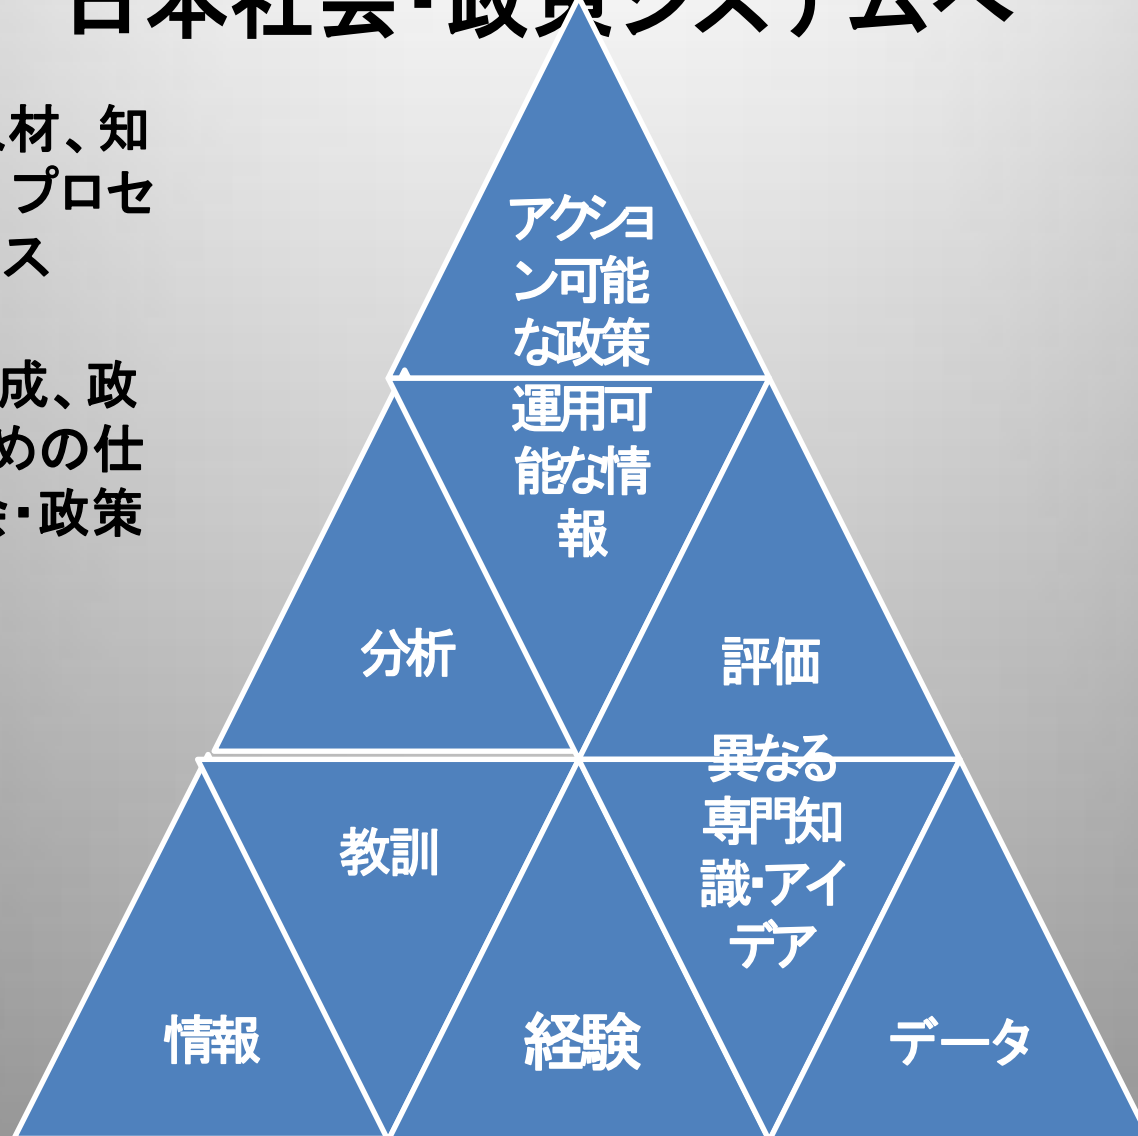 日本社会・政策システムへ
人材、知
プロセ
ス
成、政
めの仕
会・政策
アクショ
ン可能
な政策
運用可
能な情
報
分析
評価
教訓
異なる
専門知
識・アイ
デア
情報
経験
データ